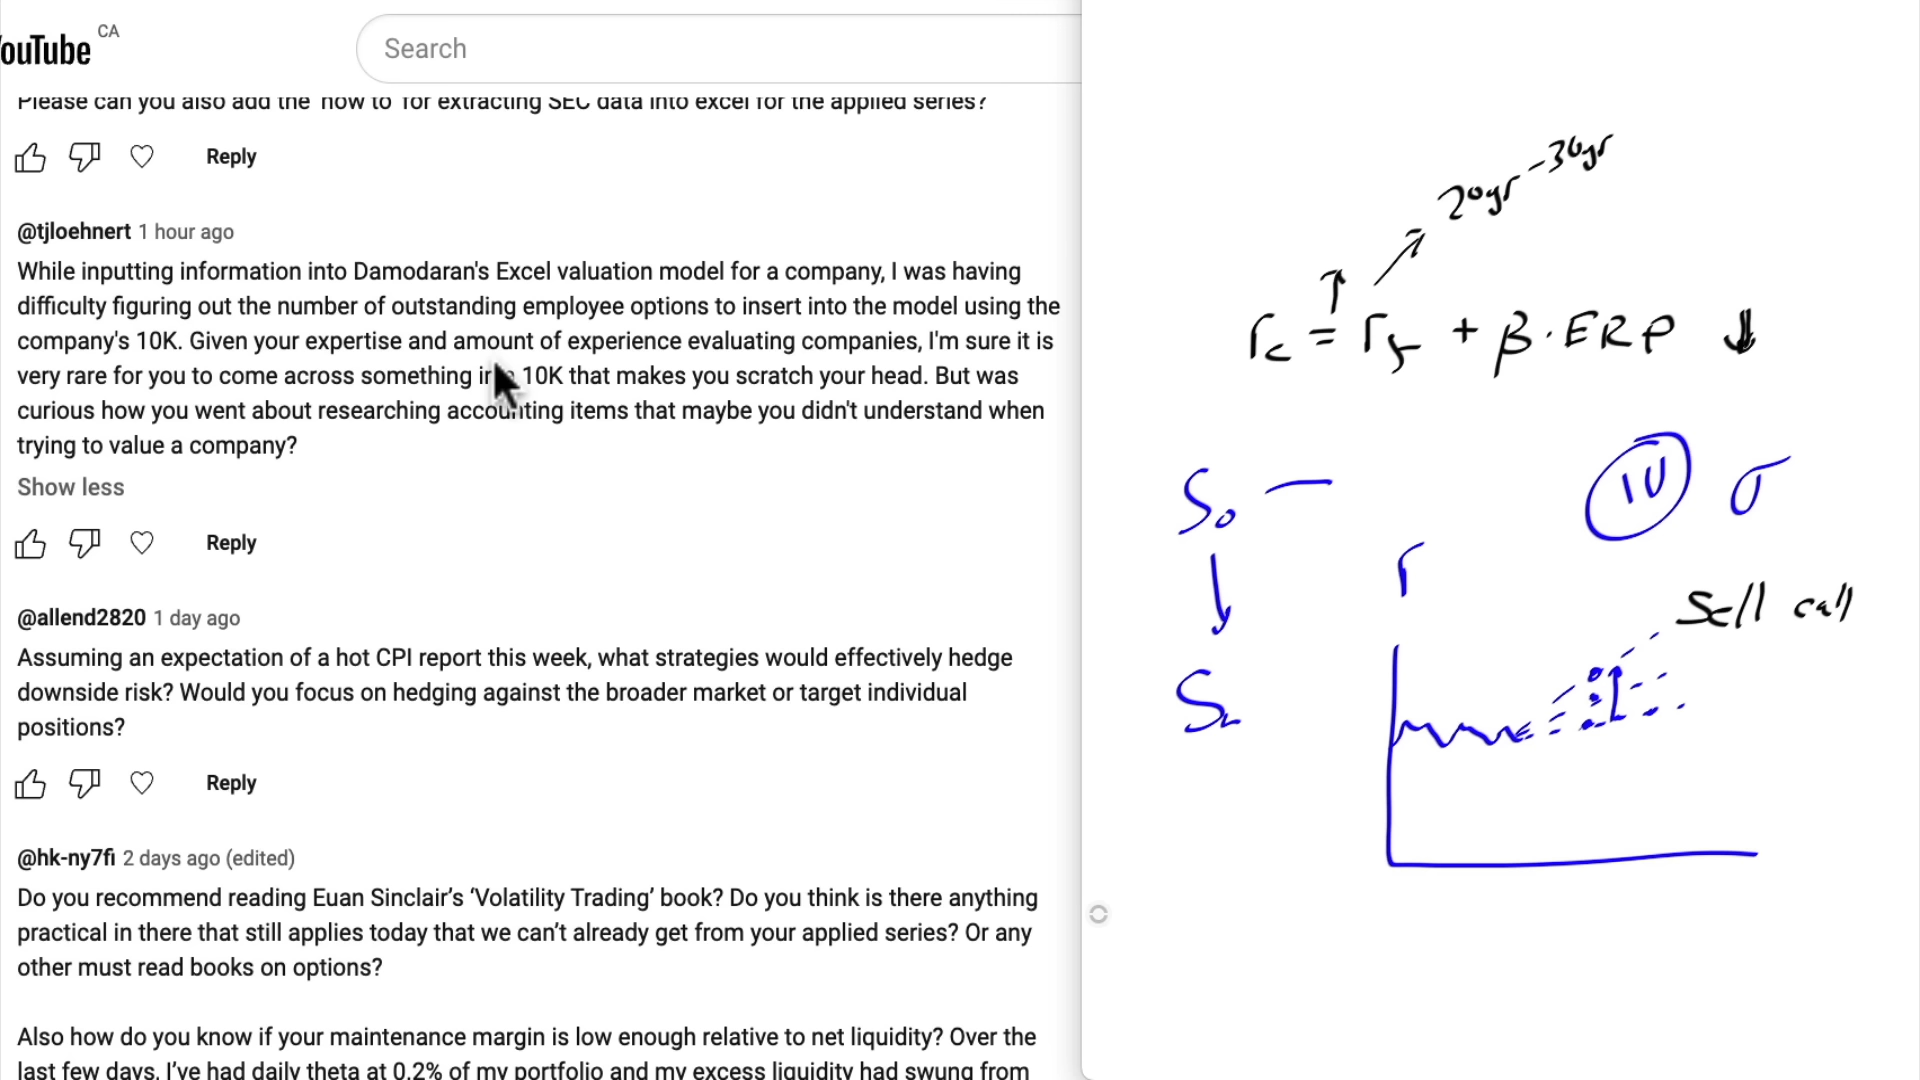 ouTube CA
Search
Please can you also add the 'how to' for extracting SEC data into excel for the applied series?
Reply
@tjloehnert 1 hour ago
While inputting information into Damodaran's Excel valuation model for a company, I was having
difficulty figuring out the number of outstanding employee options to insert into the model using the
company's 10K. Given your expertise and amount of experience evaluating companies, I'm sure it is
very rare for you to come across something in 10K that makes you scratch your head. But was
curious how you went about researching accounting items that maybe you didn't understand when
trying to value a company?
Show less
Reply
@allend2820 1 day ago
Assuming an expectation of a hot CPI report this week, what strategies would effectively hedge
downside risk? Would you focus on hedging against the broader market or target individual
positions?
Reply
@hk-ny7fi 2 days ago (edited)
Do you recommend reading Euan Sinclair's 'Volatility Trading' book? Do you think is there anything
practical in there that still applies today that we can't already get from your applied series? Or any
other must read books on options?
Also how do you know if your maintenance margin is low enough relative to net liquidity? Over the
last few days, I've had daily theta at 0.2% of my portfolio and my excess liquidity had swung from
20yr - 30yr
= r + β · ERP ↓
S₀ —
IV σ
r
sell call
S